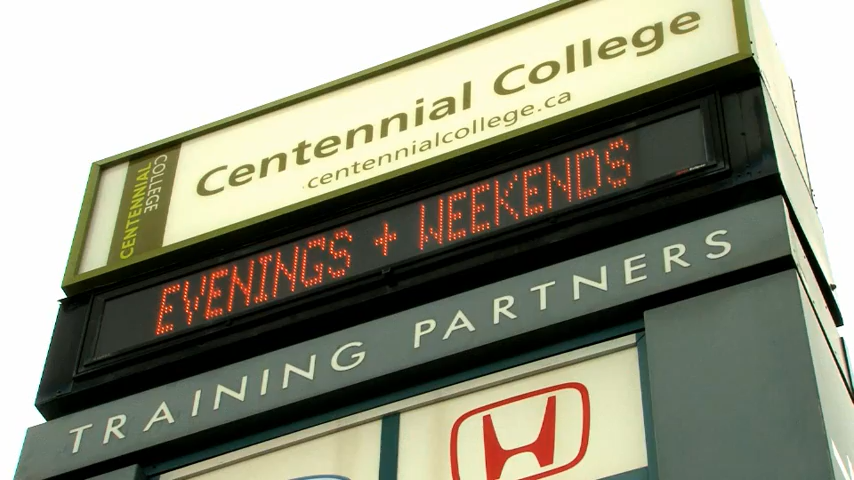 Centennial College
centennialcollege.ca
CENTENNIAL
COLLEGE
EVENINGS + WEEKENDS
TRAINING PARTNERS